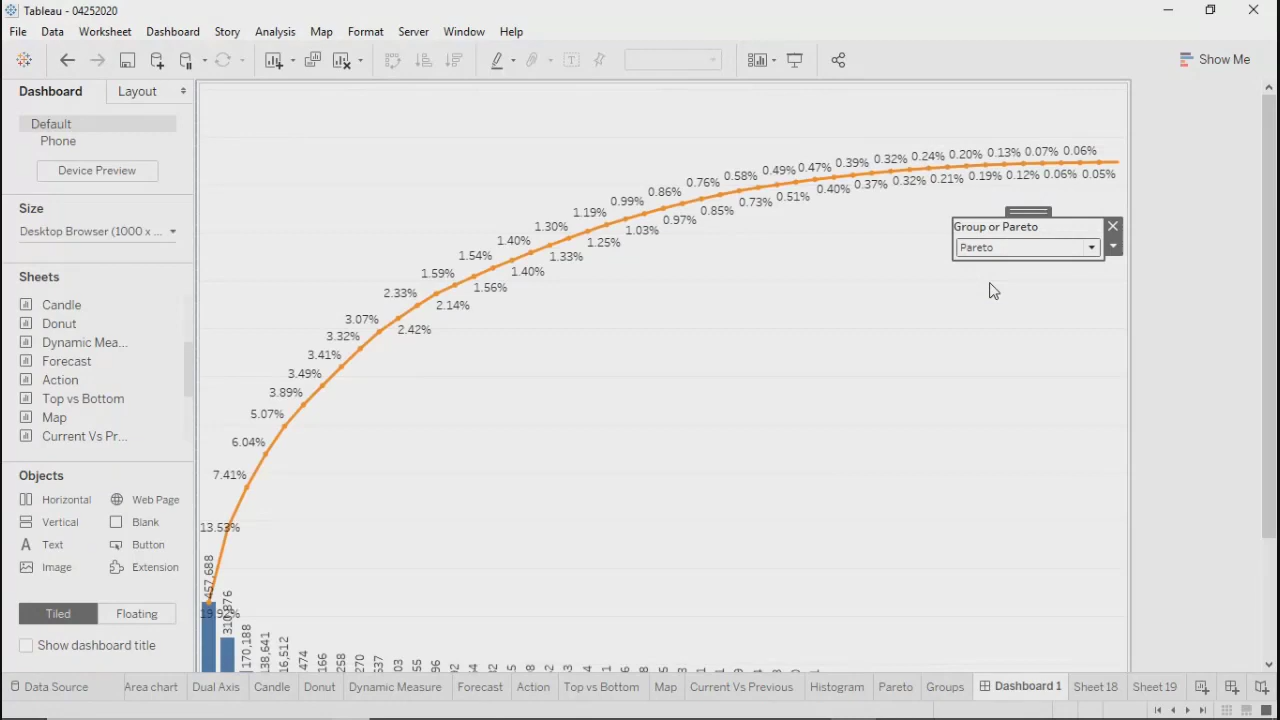 Tableau - 04252020
File Data Worksheet Dashboard Story Analysis Map Format Server Window Help
Show Me
Dashboard Layout
Default
Phone
Device Preview
Size
Desktop Browser (1000 x ...
Sheets
Candle
Donut
Dynamic Mea...
Forecast
Action
Top vs Bottom
Map
Current Vs Pr...
Objects
Horizontal Web Page
Vertical Blank
Text Button
Image Extension
Tiled Floating
Show dashboard title
Group or Pareto
Pareto
0.49% 0.47% 0.39% 0.32% 0.24% 0.20% 0.13% 0.07% 0.06%
0.86% 0.76% 0.58% 0.51% 0.40% 0.37% 0.32% 0.21% 0.19% 0.12% 0.06% 0.05%
1.19% 0.99% 0.97% 0.85% 0.73%
1.54% 1.40% 1.30% 1.25% 1.03%
1.59% 1.56% 1.40% 1.33%
2.33% 2.14%
3.07% 2.42%
3.32%
3.41%
3.49%
3.89%
5.07%
6.04%
7.41%
13.53%
19.92%
457,688
170,188
138,641
474
166
258
270
Data Source Area chart Dual Axis Candle Donut Dynamic Measure Forecast Action Top vs Bottom Map Current Vs Previous Histogram Pareto Groups Dashboard 1 Sheet 18 Sheet 19